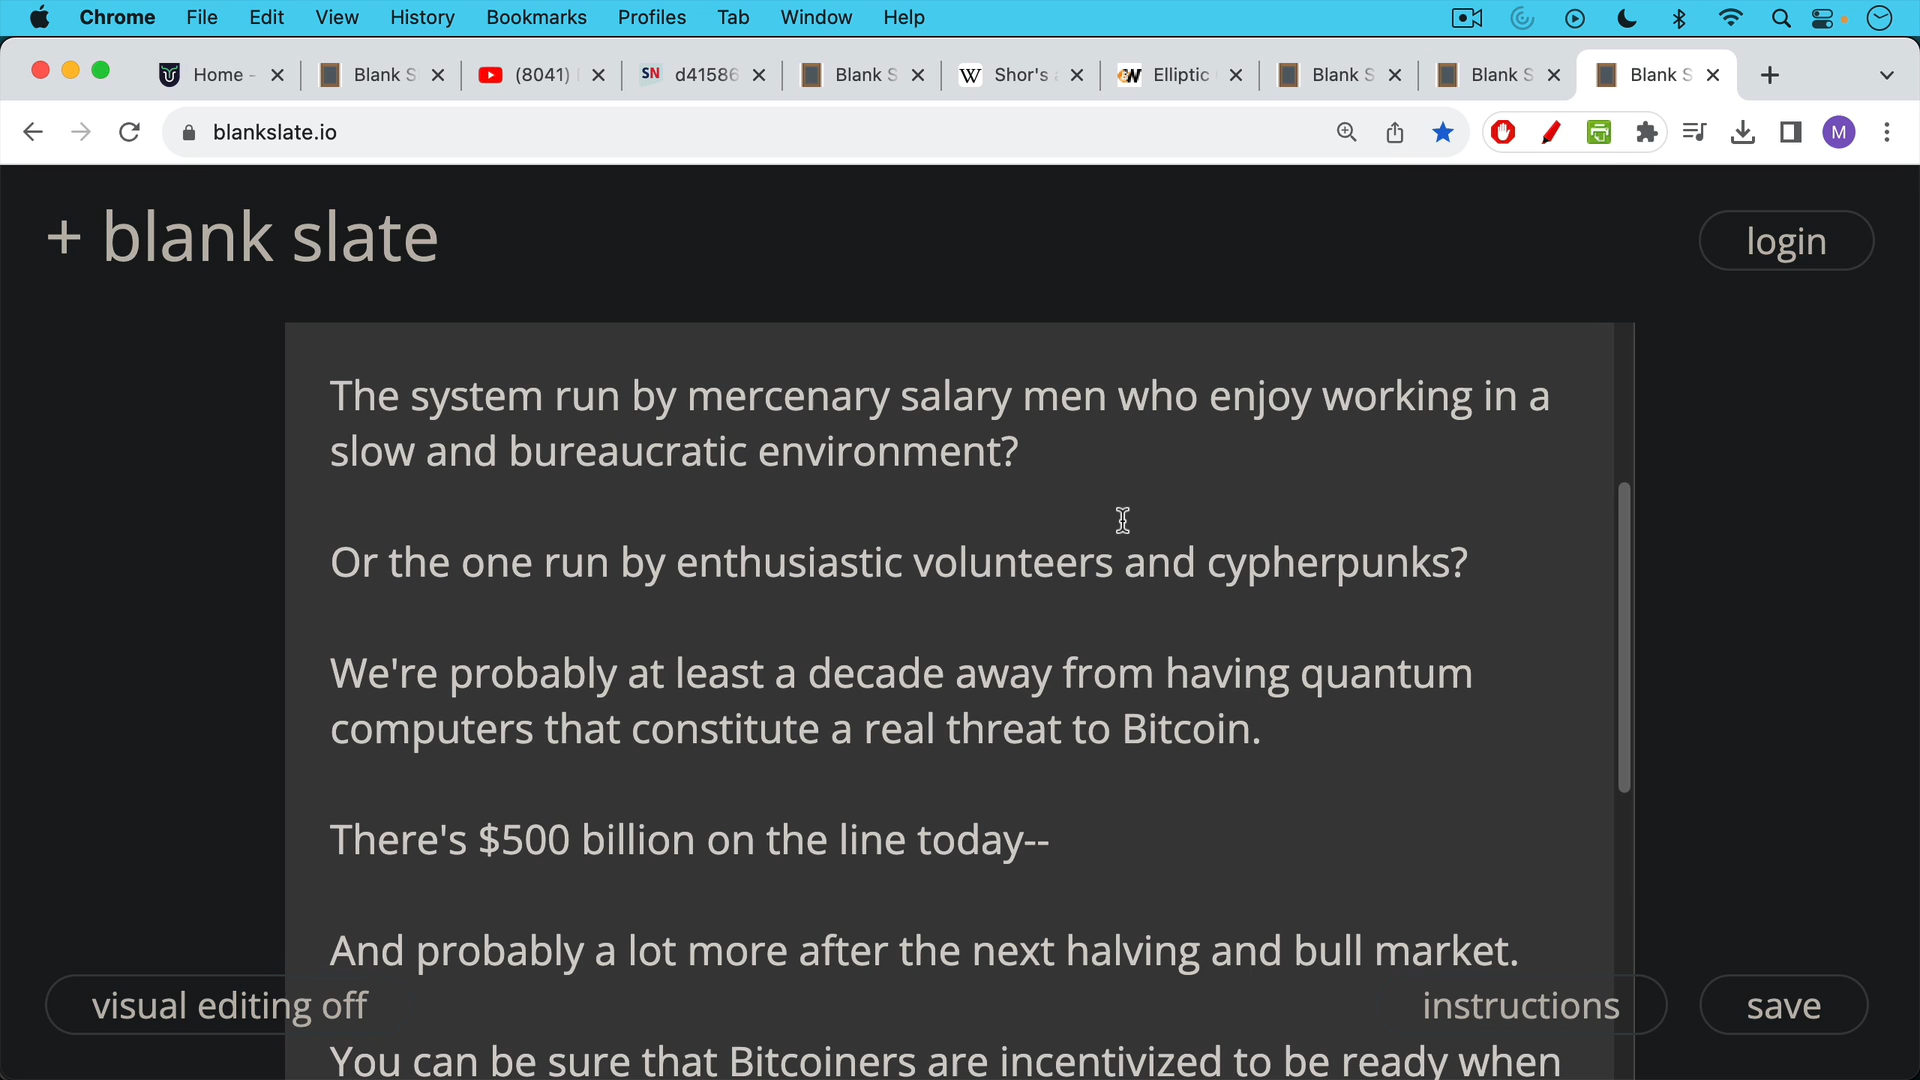 Chrome File Edit View History Bookmarks Profiles Tab Window Help
Home - Blank S (8041) SN d41586 Blank S W Shor's Elliptic Blank S Blank S Blank S
blankslate.io M
+ blank slate login
The system run by mercenary salary men who enjoy working in a
slow and bureaucratic environment?
Or the one run by enthusiastic volunteers and cypherpunks?
We're probably at least a decade away from having quantum
computers that constitute a real threat to Bitcoin.
There's $500 billion on the line today--
And probably a lot more after the next halving and bull market.
visual editing off instructions save
You can be sure that Bitcoiners are incentivized to be ready when